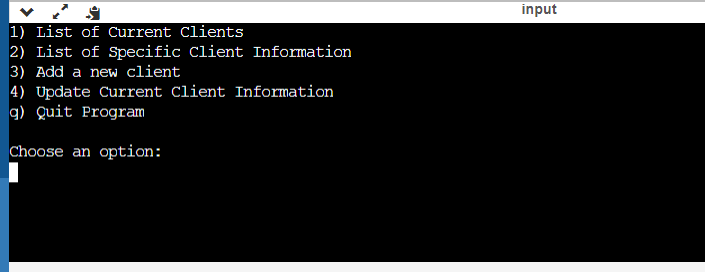 input
1) List of Current Clients
2) List of Specific Client Information
3) Add a new client
4) Update Current Client Information
q) Quit Program
Choose an option: